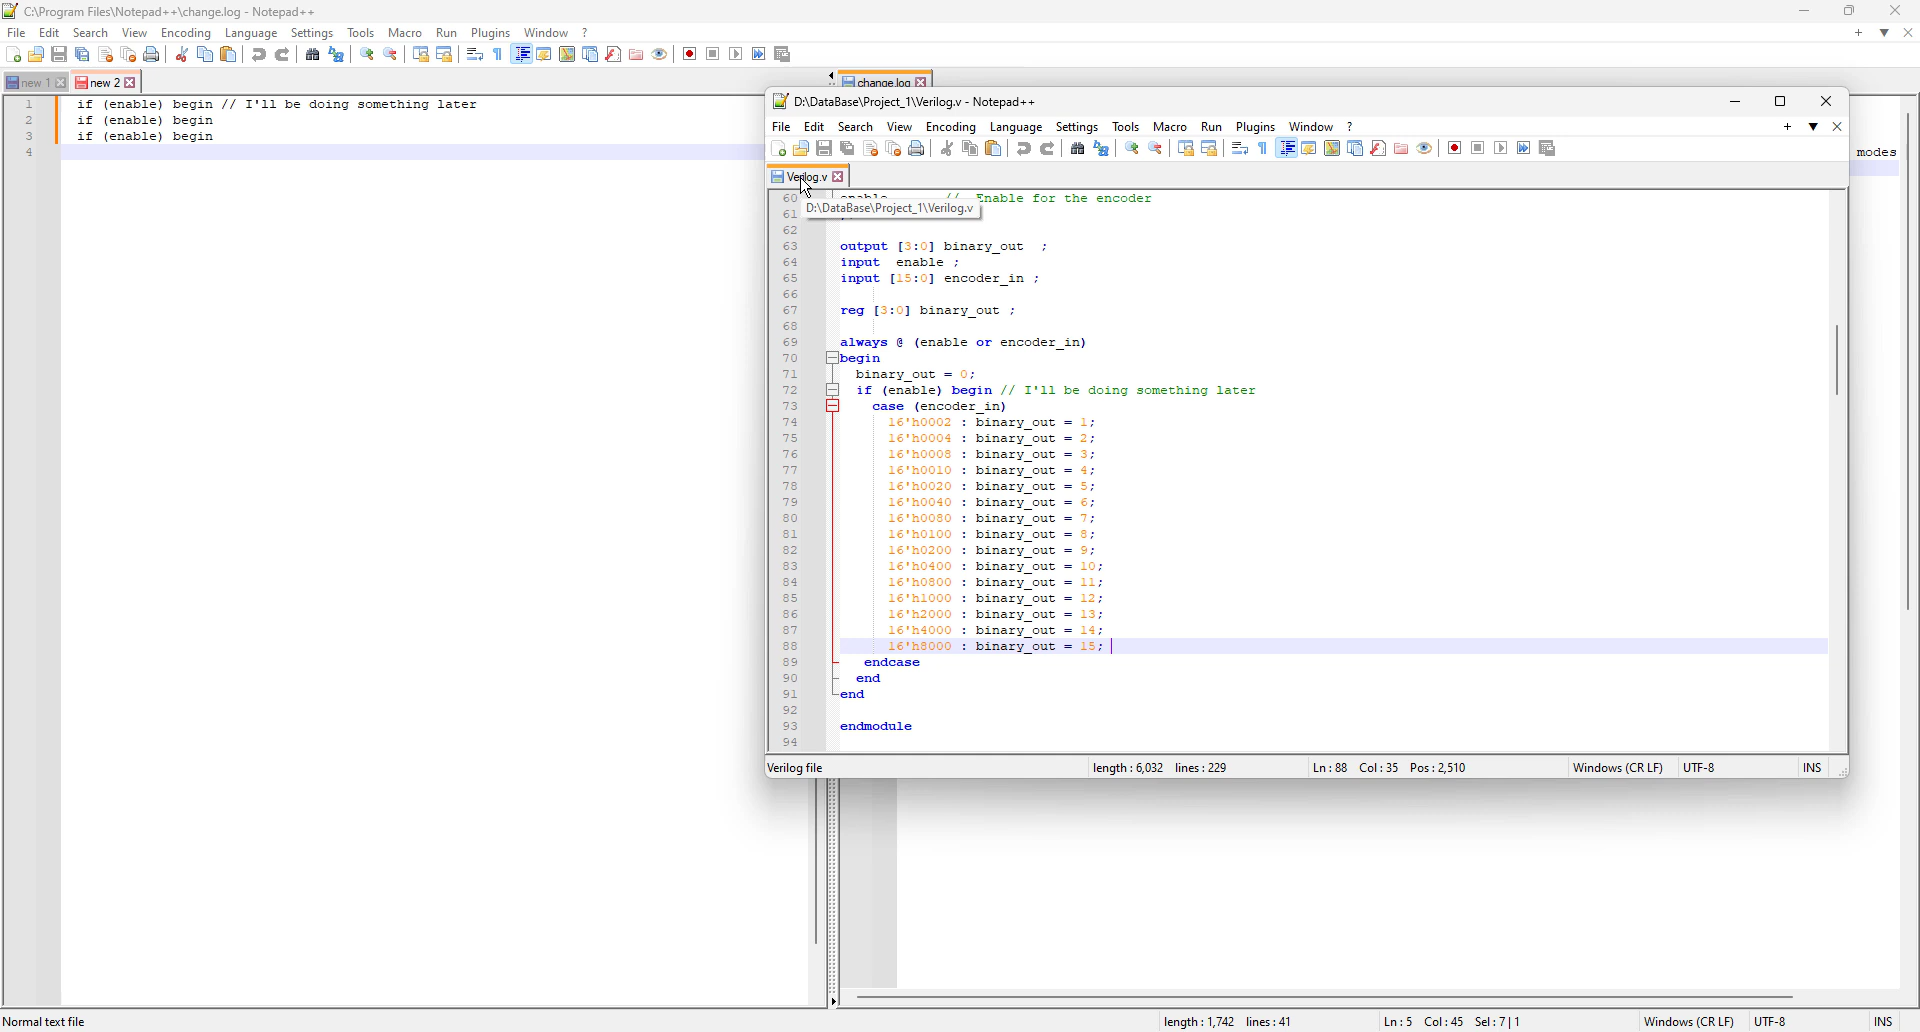 C:\Program Files\Notepad++\change.log - Notepad++
File Edit Search View Encoding Language Settings Tools Macro Run Plugins Window ?
new 1 new 2
change.log
1 if (enable) begin // I'll be doing something later
2 if (enable) begin
3 if (enable) begin
4
modes
D:\DataBase\Project_1\Verilog.v - Notepad++
File Edit Search View Encoding Language Settings Tools Macro Run Plugins Window ?
Verilog.v
D:\DataBase\Project_1\Verilog.v
60 enable // Enable for the encoder
61
62
63 output [3:0] binary_out ;
64 input enable ;
65 input [15:0] encoder_in ;
66
67 reg [3:0] binary_out ;
68
69 always @ (enable or encoder_in)
70 begin
71 binary_out = 0;
72 if (enable) begin // I'll be doing something later
73 case (encoder_in)
74 16'h0002 : binary_out = 1;
75 16'h0004 : binary_out = 2;
76 16'h0008 : binary_out = 3;
77 16'h0010 : binary_out = 4;
78 16'h0020 : binary_out = 5;
79 16'h0040 : binary_out = 6;
80 16'h0080 : binary_out = 7;
81 16'h0100 : binary_out = 8;
82 16'h0200 : binary_out = 9;
83 16'h0400 : binary_out = 10;
84 16'h0800 : binary_out = 11;
85 16'h1000 : binary_out = 12;
86 16'h2000 : binary_out = 13;
87 16'h4000 : binary_out = 14;
88 16'h8000 : binary_out = 15;
89 endcase
90 end
91 end
92
93 endmodule
94
Verilog file length : 6,032 lines : 229 Ln : 88 Col : 35 Pos : 2,510 Windows (CR LF) UTF-8 INS
Normal text file length : 1,742 lines : 41 Ln : 5 Col : 45 Sel : 7 | 1 Windows (CR LF) UTF-8 INS